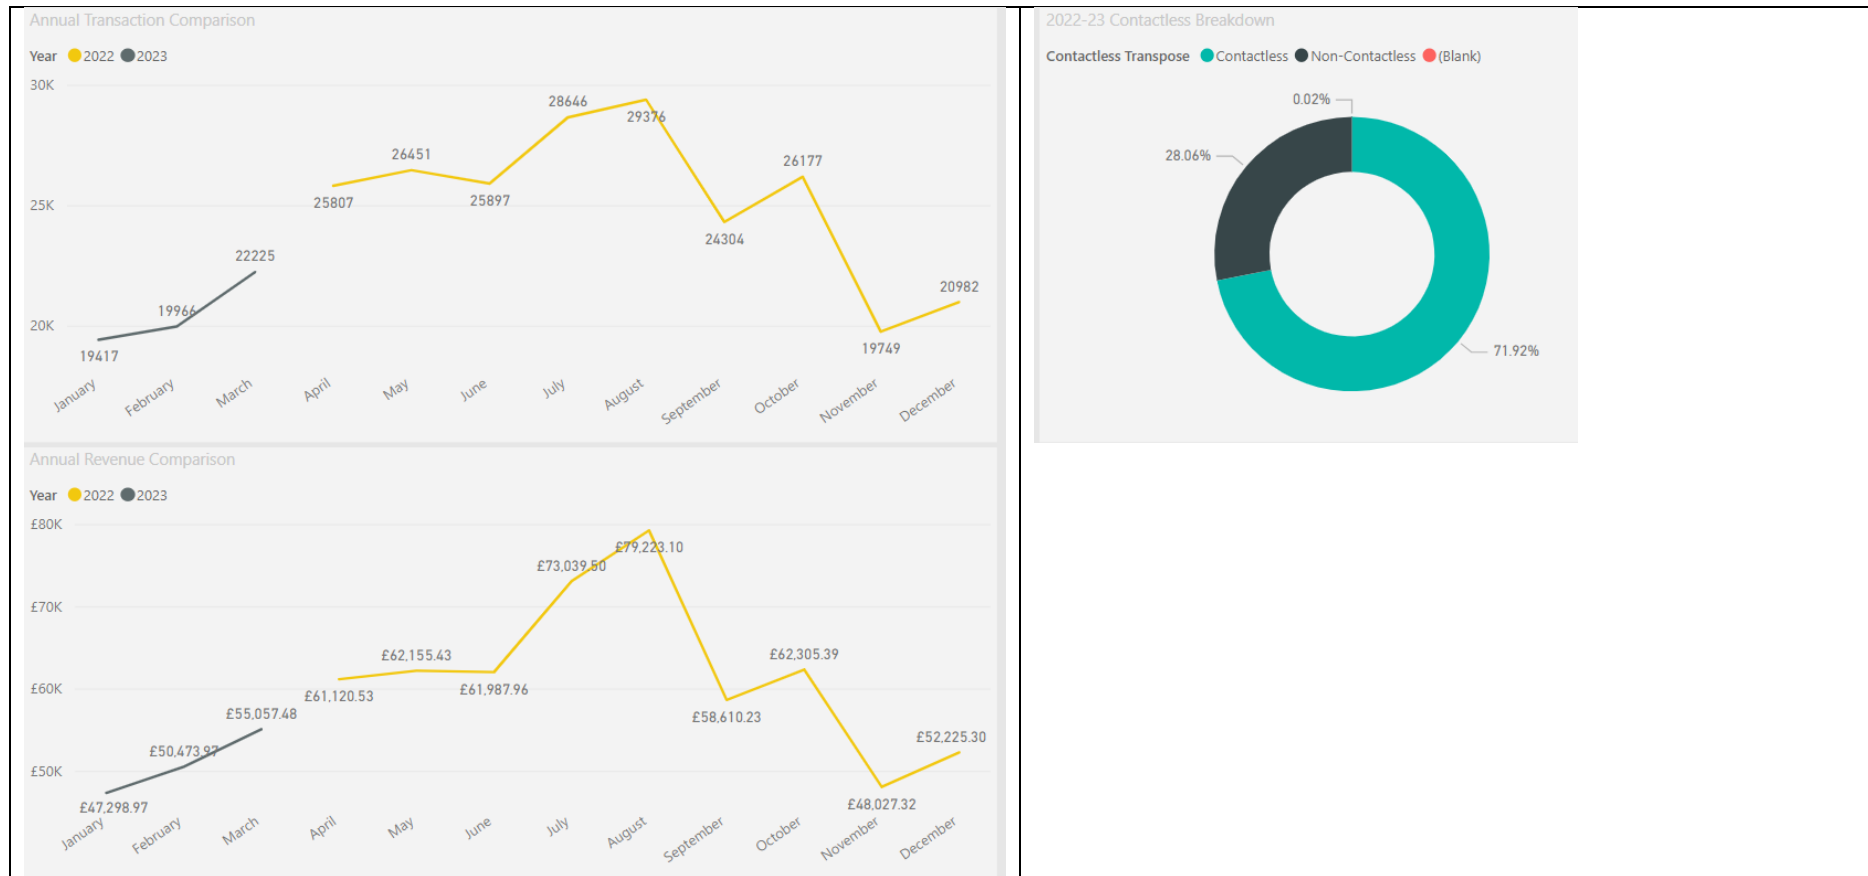 Annual Transaction Comparison
Year 2022 2023
30K
25K
20K
19417
19966
22225
25807
26451
25897
28646
29376
24304
26177
19749
20982
January
February
March
April
May
June
July
August
September
October
November
December
Annual Revenue Comparison
Year 2022 2023
£80K
£70K
£60K
£50K
£47,298.97
£50,473.97
£55,057.48
£61,120.53
£62,155.43
£61,987.96
£73,039.50
£79,223.10
£58,610.23
£62,305.39
£48,027.32
£52,225.30
January
February
March
April
May
June
July
August
September
October
November
December
2022-23 Contactless Breakdown
Contactless Transpose Contactless Non-Contactless (Blank)
0.02%
28.06%
71.92%